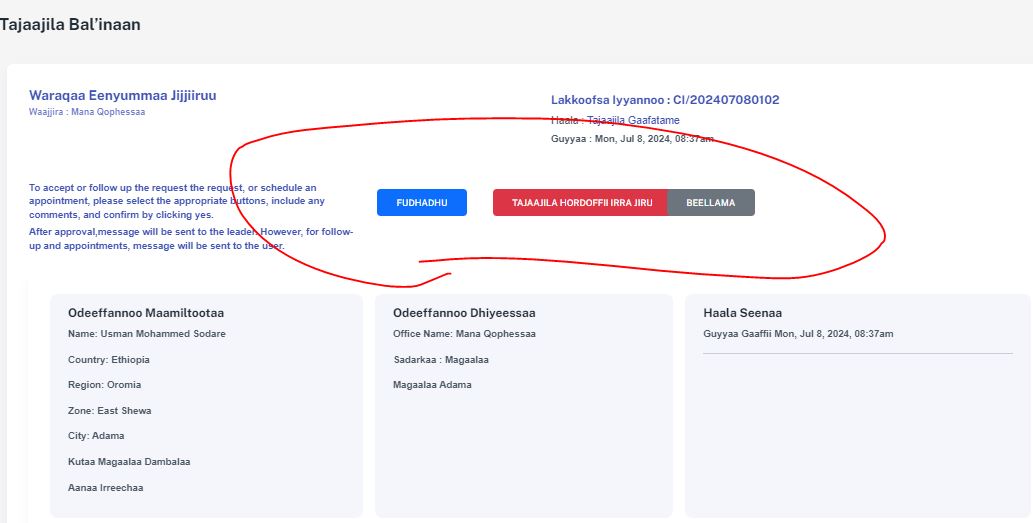 Tajaajila Bal'inaan
Waraqaa Eenyummaa Jijjiiruu
Waajjira : Mana Qophessaa
Lakkoofsa Iyyannoo : CI/202407080102
Haala : Tajaajila Gaafatame
Guyyaa : Mon, Jul 8, 2024, 08:37am
To accept or follow up the request the request, or schedule an
appointment, please select the appropriate buttons, include any
comments, and confirm by clicking yes.
After approval,message will be sent to the leader. However, for follow-
up and appointments, message will be sent to the user.
FUDHADHU
TAJAAJILA HORDOFFII IRRA JIRU
BEELLAMA
Odeeffannoo Maamiltootaa
Name: Usman Mohammed Sodare
Country: Ethiopia
Region: Oromia
Zone: East Shewa
City: Adama
Kutaa Magaalaa Dambalaa
Aanaa Irreechaa
Odeeffannoo Dhiyeessaa
Office Name: Mana Qophessaa
Sadarkaa : Magaalaa
Magaalaa Adama
Haala Seenaa
Guyyaa Gaaffii Mon, Jul 8, 2024, 08:37am